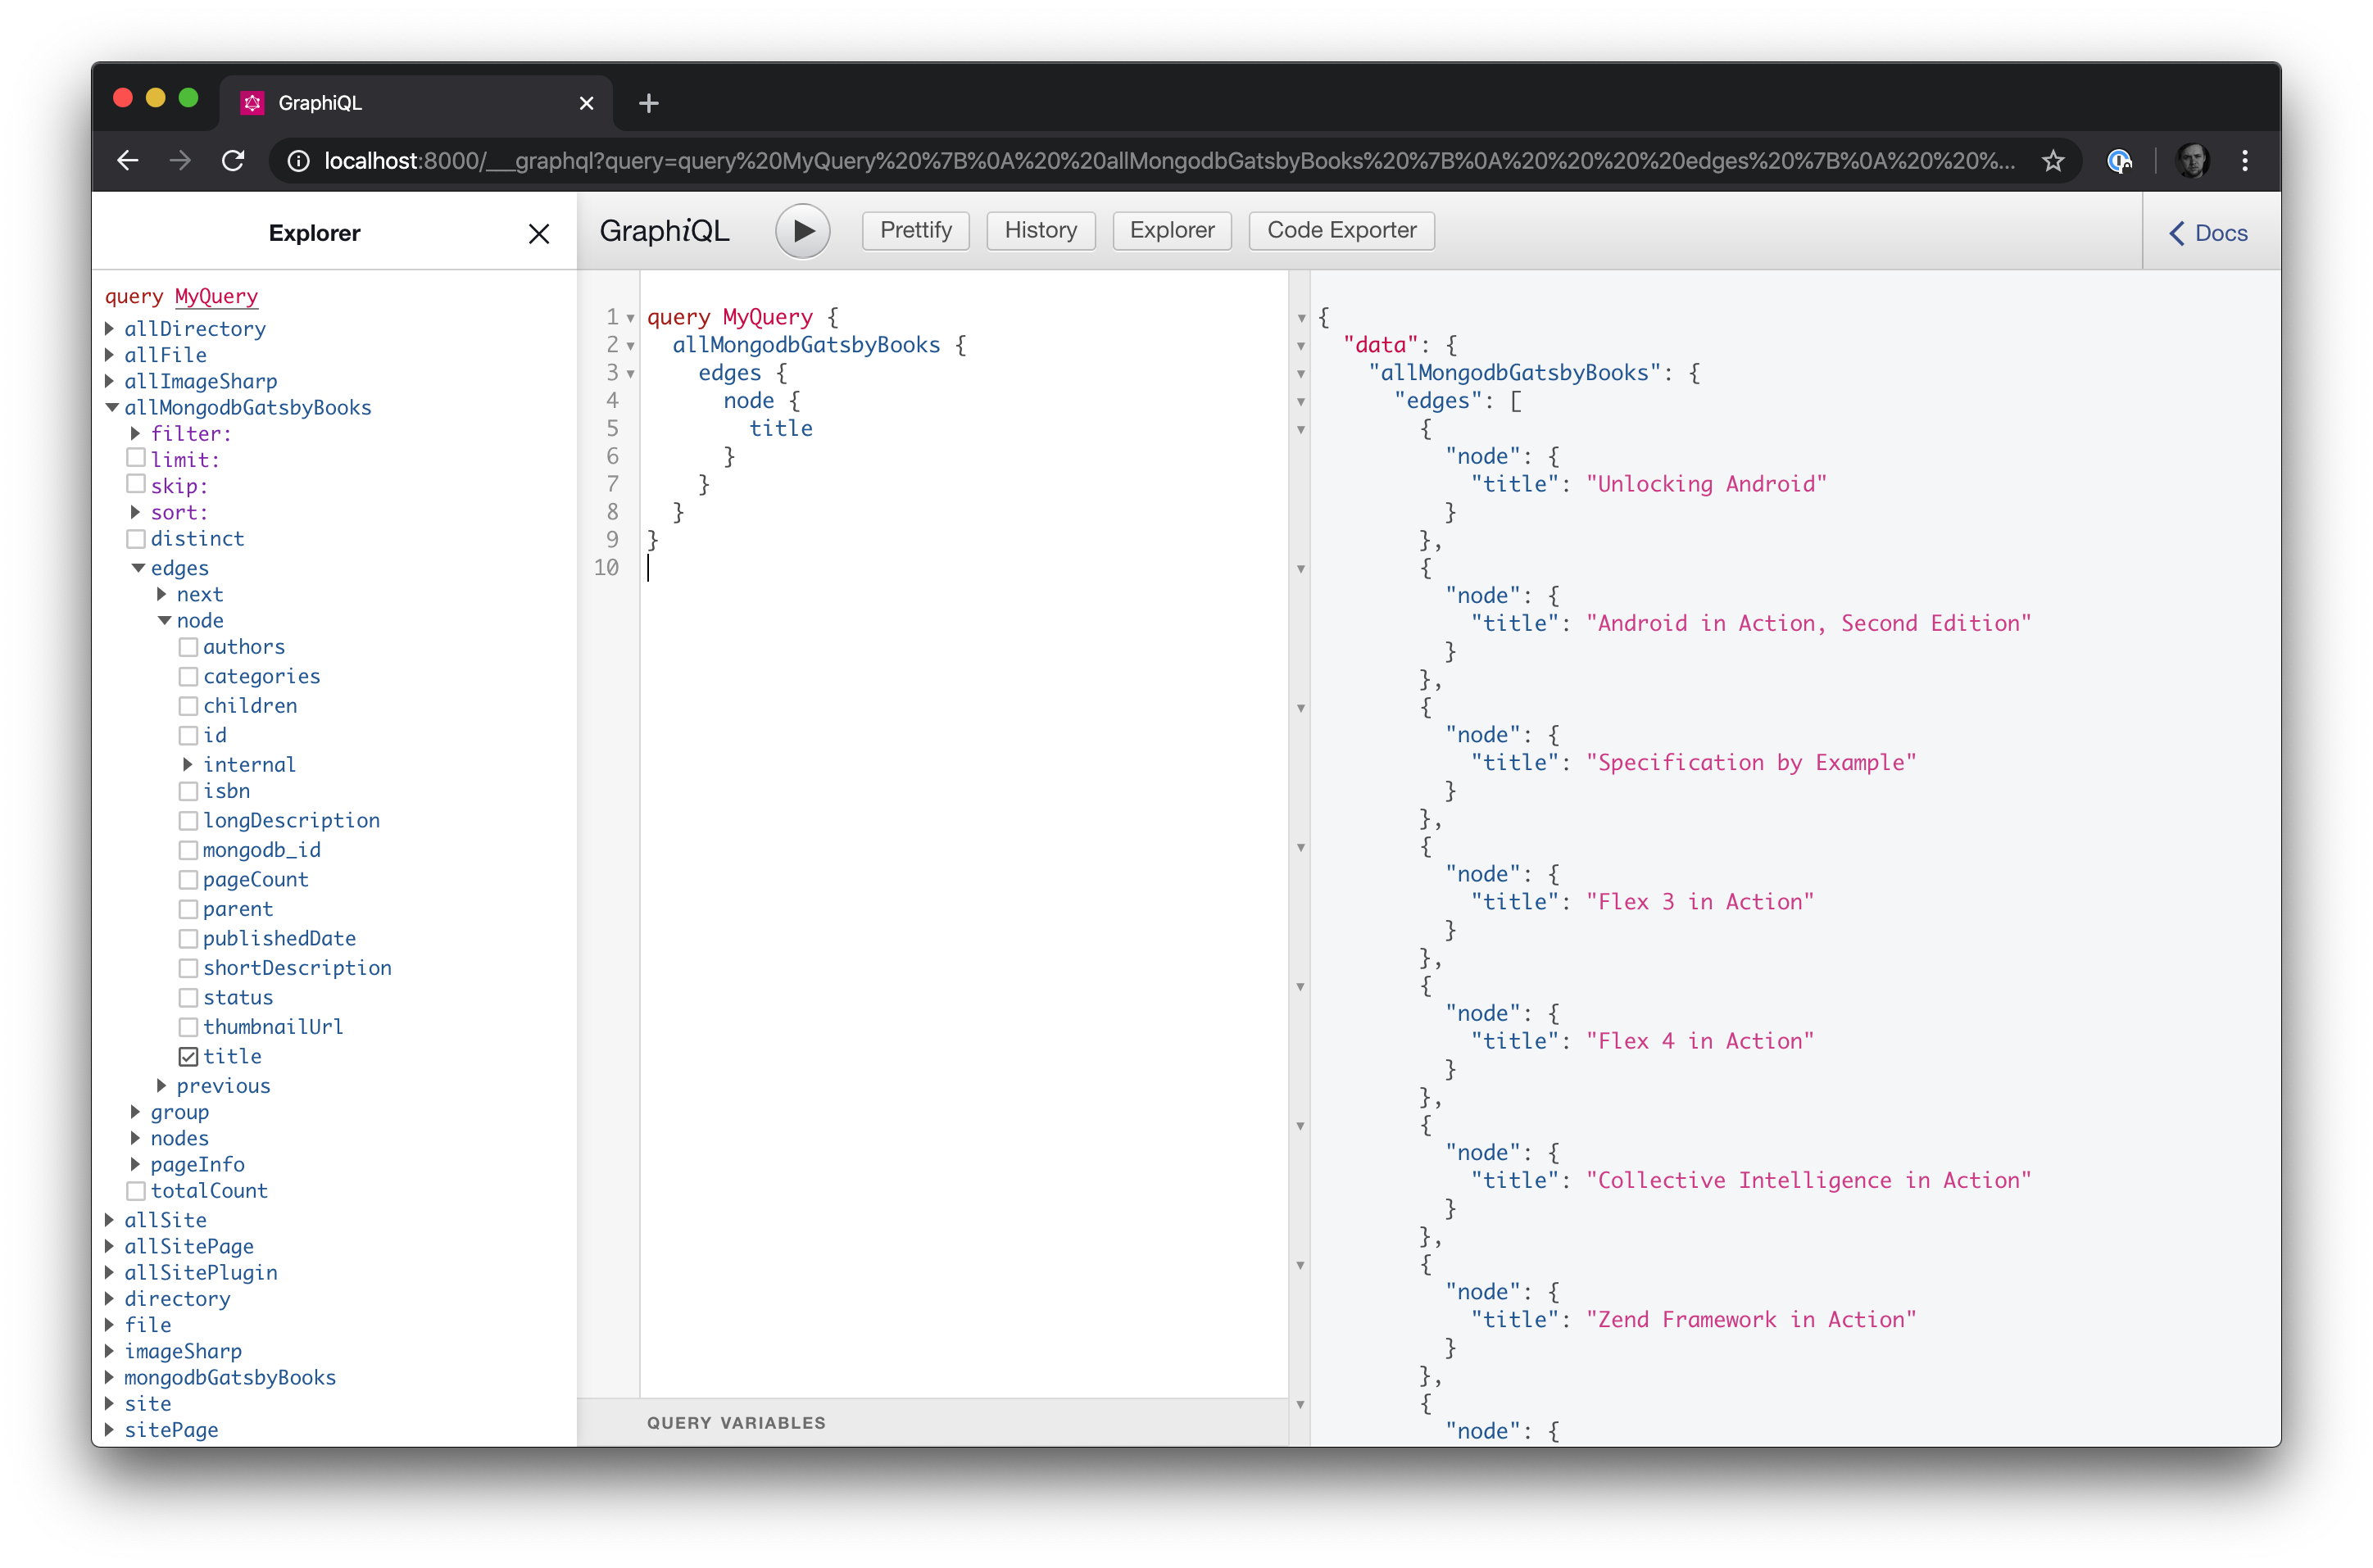 GraphiQL
localhost:8000/___graphql?query=query%20MyQuery%20%7B%0A%20%20allMongodbGatsbyBooks%20%7B%0A%20%20%20%20edges%20%7B%0A%20%20%...
Explorer
GraphiQL
Prettify
History
Explorer
Code Exporter
Docs
query MyQuery
allDirectory
allFile
allImageSharp
allMongodbGatsbyBooks
filter:
limit:
skip:
sort:
distinct
edges
next
node
authors
categories
children
id
internal
isbn
longDescription
mongodb_id
pageCount
parent
publishedDate
shortDescription
status
thumbnailUrl
title
previous
group
nodes
pageInfo
totalCount
allSite
allSitePage
allSitePlugin
directory
file
imageSharp
mongodbGatsbyBooks
site
sitePage
1 query MyQuery {
2 allMongodbGatsbyBooks {
3 edges {
4 node {
5 title
6 }
7 }
8 }
9 }
10
QUERY VARIABLES
{
"data": {
"allMongodbGatsbyBooks": {
"edges": [
{
"node": {
"title": "Unlocking Android"
}
},
{
"node": {
"title": "Android in Action, Second Edition"
}
},
{
"node": {
"title": "Specification by Example"
}
},
{
"node": {
"title": "Flex 3 in Action"
}
},
{
"node": {
"title": "Flex 4 in Action"
}
},
{
"node": {
"title": "Collective Intelligence in Action"
}
},
{
"node": {
"title": "Zend Framework in Action"
}
},
{
"node": {